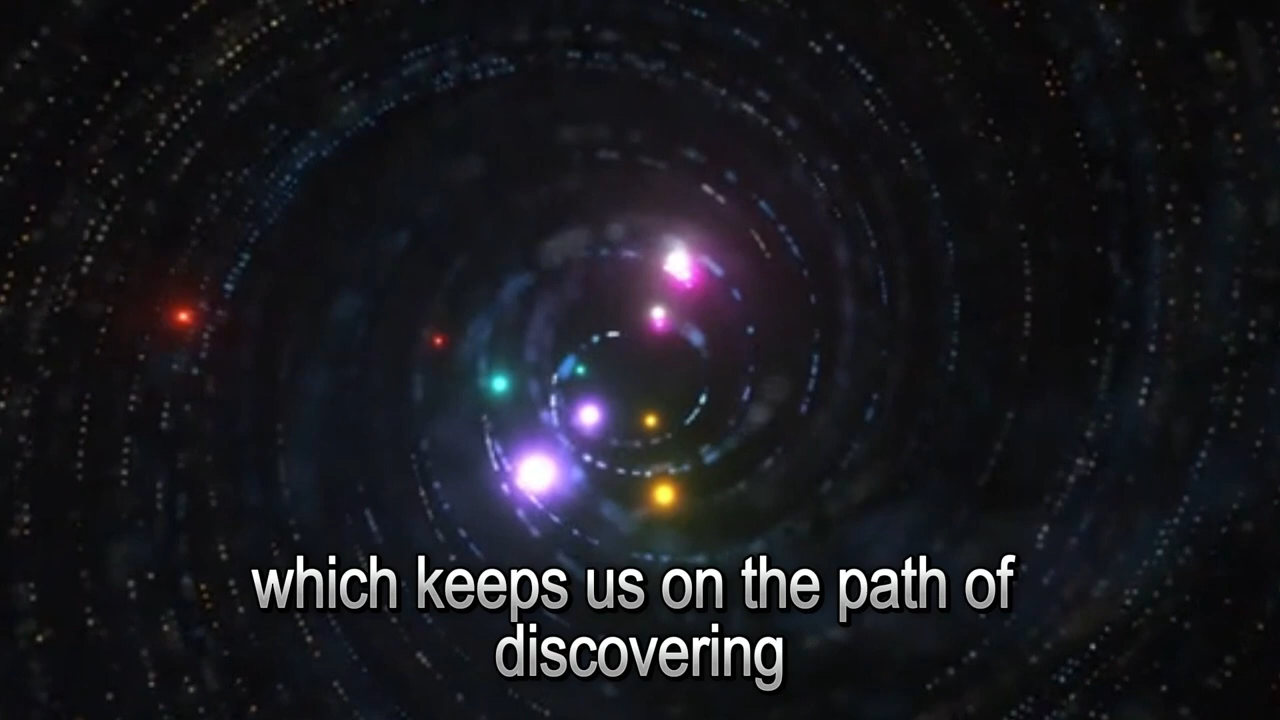 which keeps us on the path of
discovering